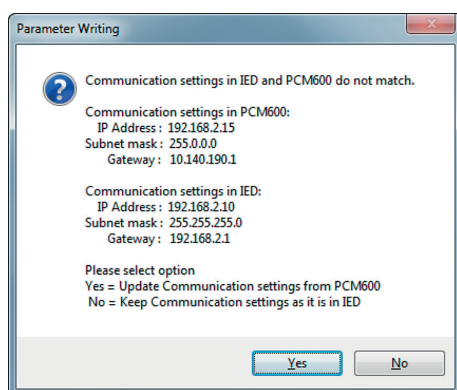 Parameter Writing
Communication settings in IED and PCM600 do not match.
Communication settings in PCM600:
IP Address : 192.168.2.15
Subnet mask : 255.0.0.0
Gateway : 10.140.190.1
Communication settings in IED:
IP Address : 192.168.2.10
Subnet mask : 255.255.255.0
Gateway : 192.168.2.1
Please select option
Yes = Update Communication settings from PCM600
No = Keep Communication settings as it is in IED
Yes No